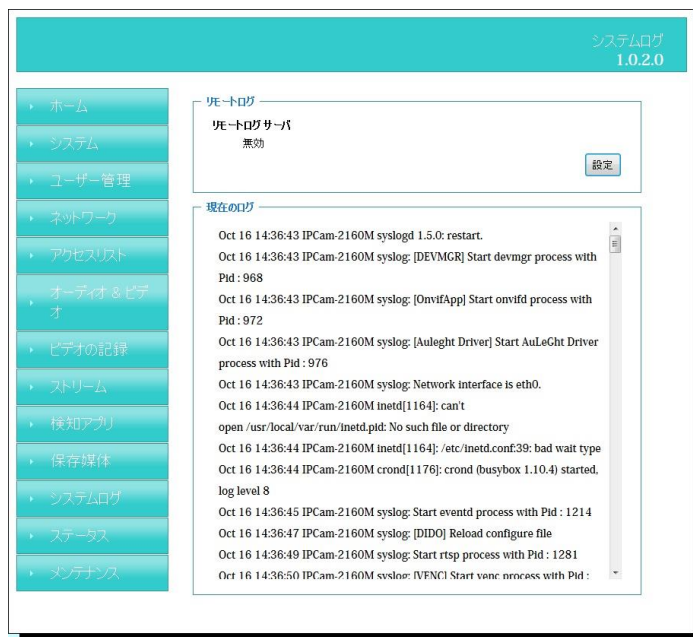 システムログ
1.0.2.0
ホーム
システム
ユーザー管理
ネットワーク
アクセスリスト
オーディオ & ビデ
オ
ビデオの記録
ストリーム
検知アプリ
保存媒体
システムログ
ステータス
メンテナンス
リモートログ
リモートログ サーバ
無効
設定
現在のログ
Oct 16 14:36:43 IPCam-2160M syslogd 1.5.0: restart.
Oct 16 14:36:43 IPCam-2160M syslog: [DEVMGR] Start devmgr process with
Pid : 968
Oct 16 14:36:43 IPCam-2160M syslog: [OnvifApp] Start onvifd process with
Pid : 972
Oct 16 14:36:43 IPCam-2160M syslog: [Auleght Driver] Start AuLeGht Driver
process with Pid : 976
Oct 16 14:36:43 IPCam-2160M syslog: Network interface is eth0.
Oct 16 14:36:44 IPCam-2160M inetd[1164]: can't
open /usr/local/var/run/inetd.pid: No such file or directory
Oct 16 14:36:44 IPCam-2160M inetd[1164]: /etc/inetd.conf:39: bad wait type
Oct 16 14:36:44 IPCam-2160M crond[1176]: crond (busybox 1.10.4) started,
log level 8
Oct 16 14:36:45 IPCam-2160M syslog: Start eventd process with Pid : 1214
Oct 16 14:36:47 IPCam-2160M syslog: [DIDO] Reload configure file
Oct 16 14:36:49 IPCam-2160M syslog: Start rtsp process with Pid : 1281
Oct 16 14:36:50 IPCam-2160M syslog: [VENC] Start venc process with Pid :